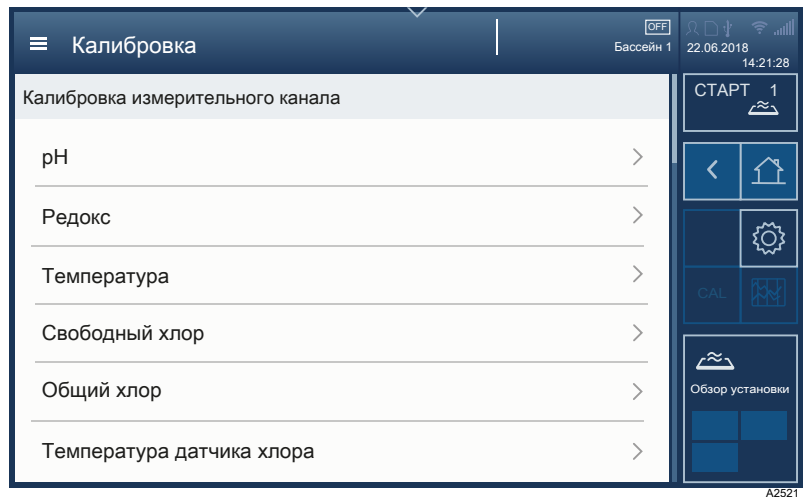 Калибровка
OFF
Бассейн 1
22.06.2018
14:21:28
Калибровка измерительного канала
pH
Редокс
Температура
Свободный хлор
Общий хлор
Температура датчика хлора
СТАРТ 1
CAL
Обзор установки
A2521